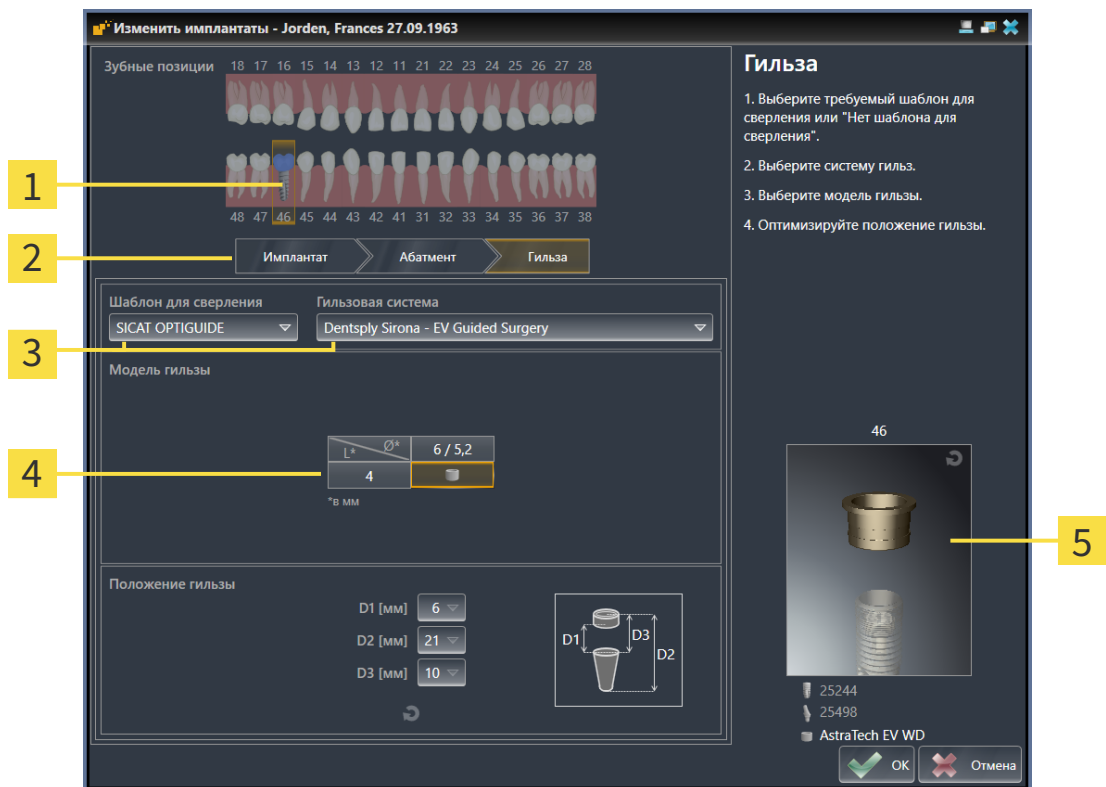 Изменить имплантаты - Jorden, Frances 27.09.1963
Зубные позиции
18 17 16 15 14 13 12 11 21 22 23 24 25 26 27 28
48 47 46 45 44 43 42 41 31 32 33 34 35 36 37 38
1
2
Имплантат
Абатмент
Гильза
3
Шаблон для сверления
Гильзовая система
SICAT OPTIGUIDE
Dentsply Sirona - EV Guided Surgery
Модель гильзы
4
L* Ø* 6 / 5,2
4
*в мм
Положение гильзы
D1 [мм] 6
D2 [мм] 21
D3 [мм] 10
D1
D3
D2
Гильза
1. Выберите требуемый шаблон для
сверления или "Нет шаблона для
сверления".
2. Выберите систему гильз.
3. Выберите модель гильзы.
4. Оптимизируйте положение гильзы.
46
5
25244
25498
AstraTech EV WD
OK
Отмена